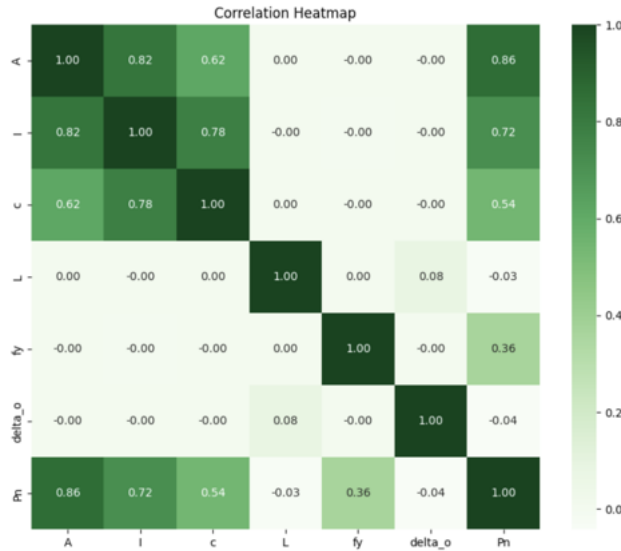 Correlation Heatmap
A 1.00 0.82 0.62 0.00 -0.00 -0.00 0.86
I 0.82 1.00 0.78 -0.00 -0.00 -0.00 0.72
c 0.62 0.78 1.00 0.00 -0.00 -0.00 0.54
L 0.00 -0.00 0.00 1.00 0.00 0.08 -0.03
fy -0.00 -0.00 -0.00 0.00 1.00 -0.00 0.36
delta_o -0.00 -0.00 -0.00 0.08 -0.00 1.00 -0.04
Pn 0.86 0.72 0.54 -0.03 0.36 -0.04 1.00
A I c L fy delta_o Pn
1.0
0.8
0.6
0.4
0.2
0.0